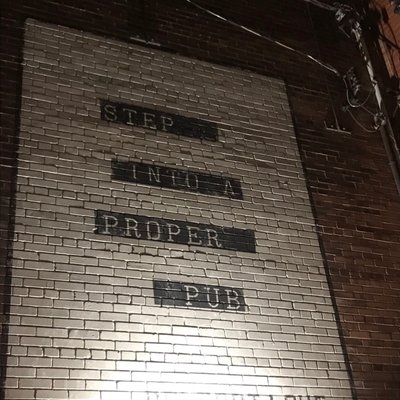 STEP
INTO A
PROPER
PUB